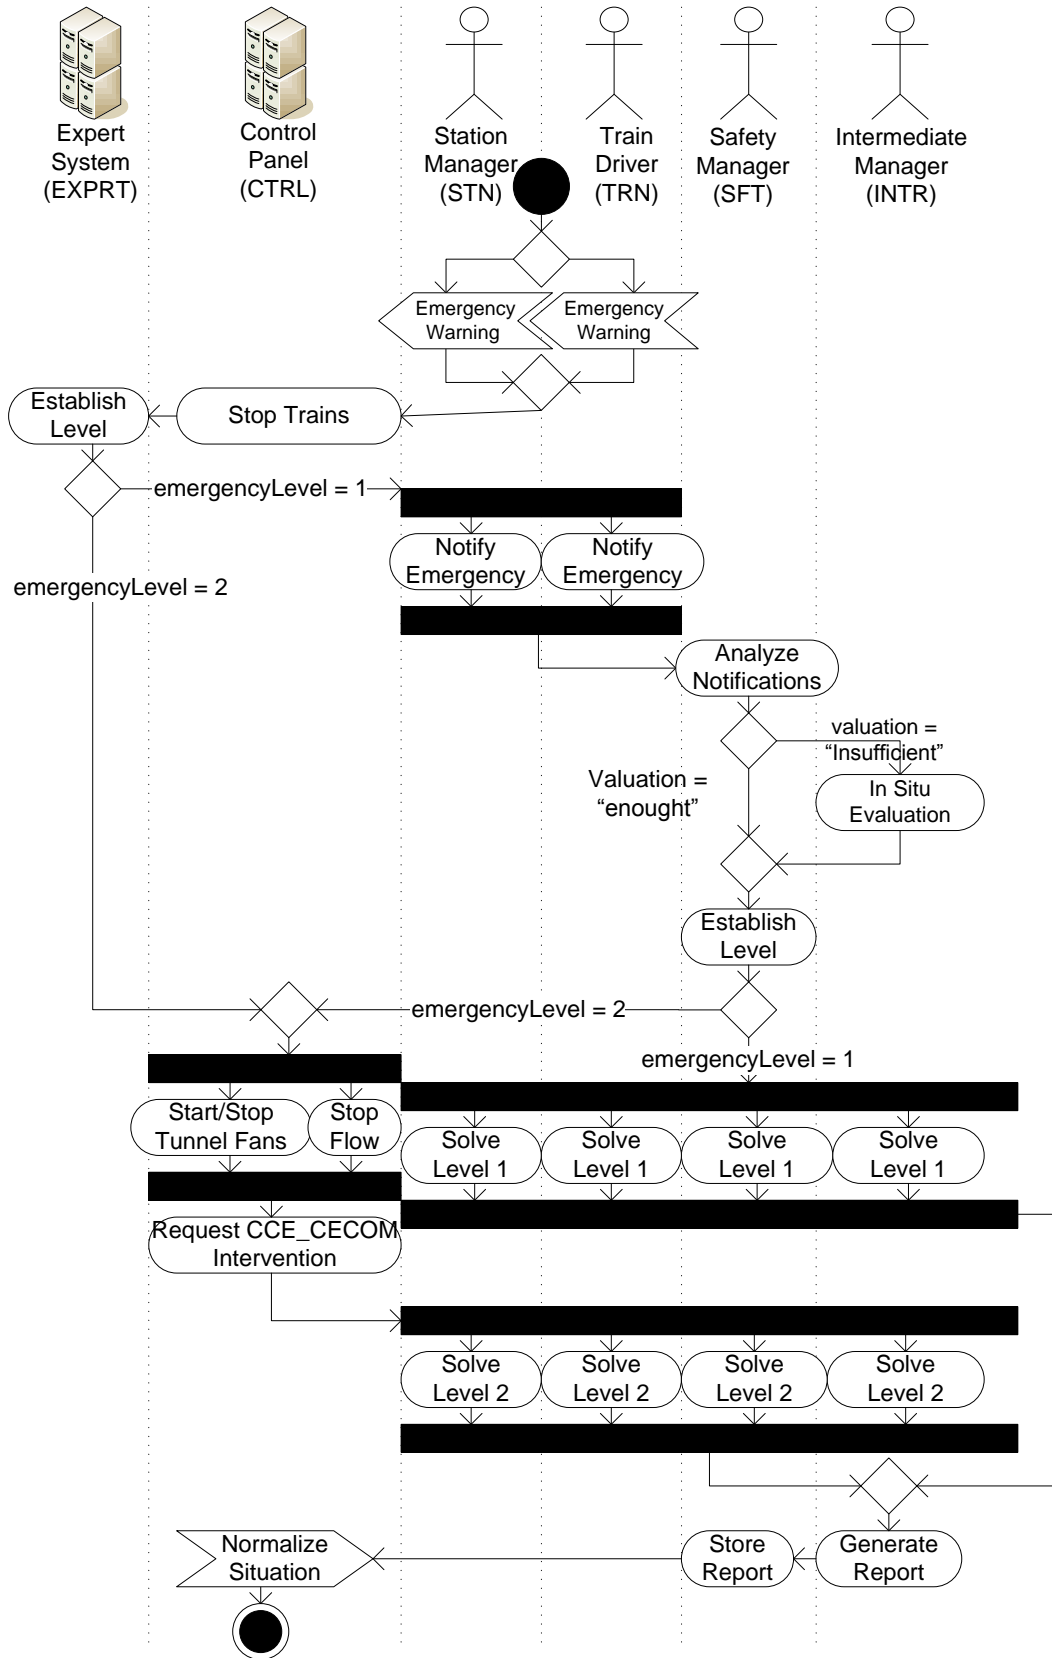 Expert
System
(EXPRT)
Control
Panel
(CTRL)
Station
Manager
(STN)
Train
Driver
(TRN)
Safety
Manager
(SFT)
Intermediate
Manager
(INTR)
Emergency
Warning
Emergency
Warning
Establish
Level
Stop Trains
emergencyLevel = 1
Notify
Emergency
Notify
Emergency
emergencyLevel = 2
Analyze
Notifications
valuation =
“Insufficient”
Valuation =
“enought”
In Situ
Evaluation
Establish
Level
emergencyLevel = 2
emergencyLevel = 1
Start/Stop
Tunnel Fans
Stop
Flow
Solve
Level 1
Solve
Level 1
Solve
Level 1
Solve
Level 1
Request CCE_CECOM
Intervention
Solve
Level 2
Solve
Level 2
Solve
Level 2
Solve
Level 2
Normalize
Situation
Store
Report
Generate
Report